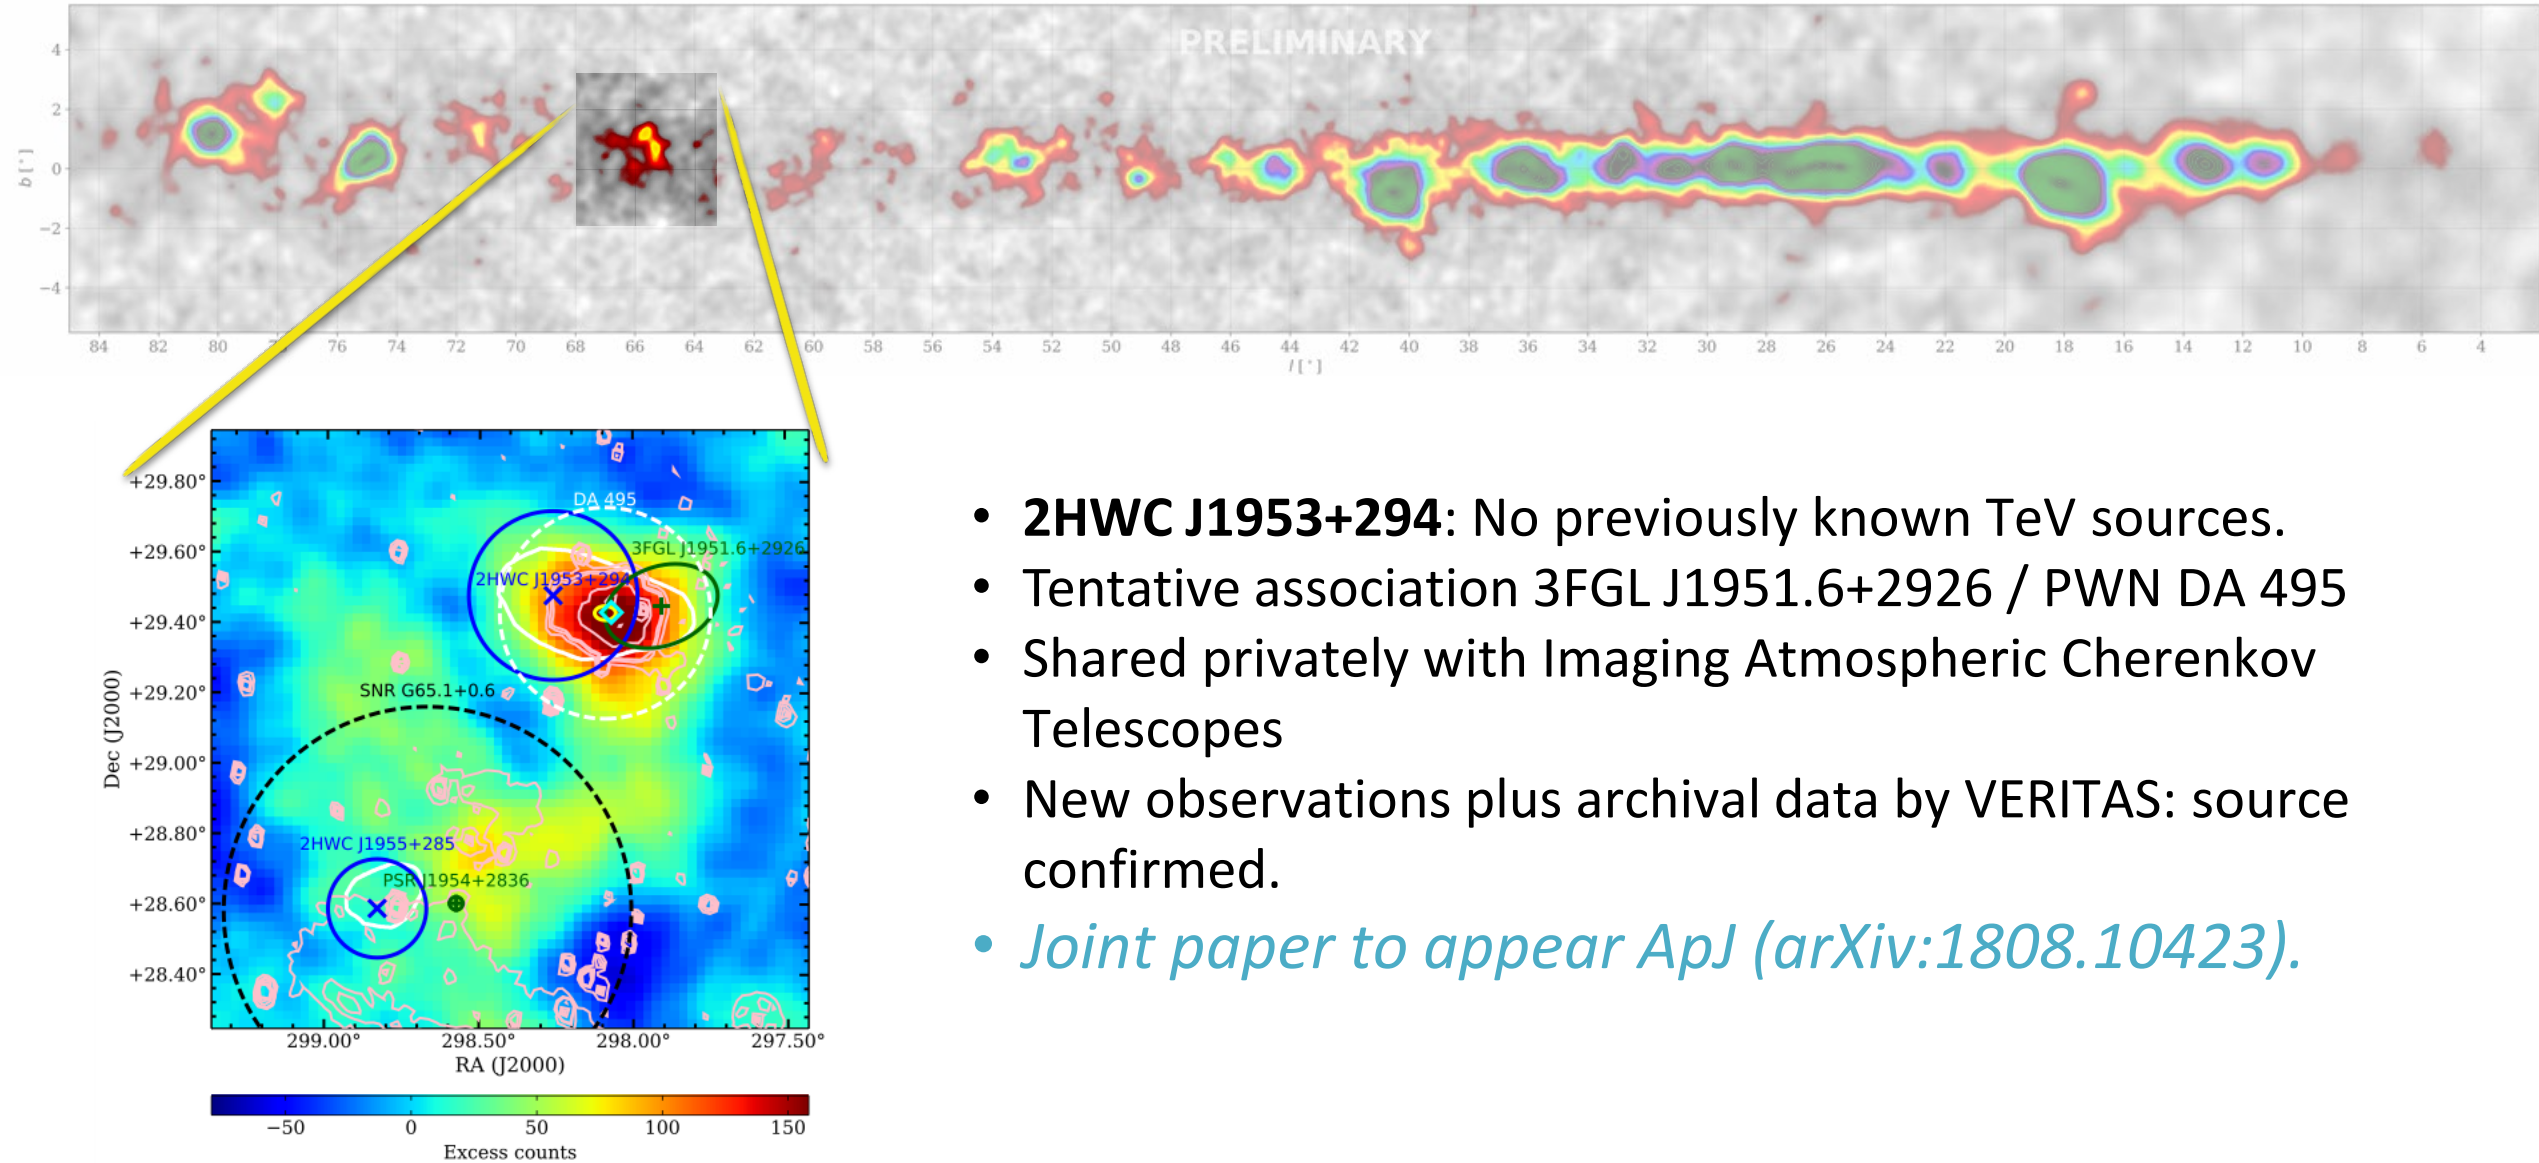 PRELIMINARY
4
2
0
−2
−4
b [°]
84 82 80 76 74 72 70 68 66 64 62 60 58 56 54 52 50 48 46 44 42 40 38 36 34 32 30 28 26 24 22 20 18 16 14 12 10 8 6 4
l [°]
DA 495
3FGL J1951.6+2926
2HWC J1953+294
SNR G65.1+0.6
2HWC J1955+285
PSR J1954+2836
+29.80°
+29.60°
+29.40°
+29.20°
+29.00°
+28.80°
+28.60°
+28.40°
Dec (J2000)
299.00° 298.50° 298.00° 297.50°
RA (J2000)
−50 0 50 100 150
Excess counts
• 2HWC J1953+294: No previously known TeV sources.
• Tentative association 3FGL J1951.6+2926 / PWN DA 495
• Shared privately with Imaging Atmospheric Cherenkov
Telescopes
• New observations plus archival data by VERITAS: source
confirmed.
• Joint paper to appear ApJ (arXiv:1808.10423).